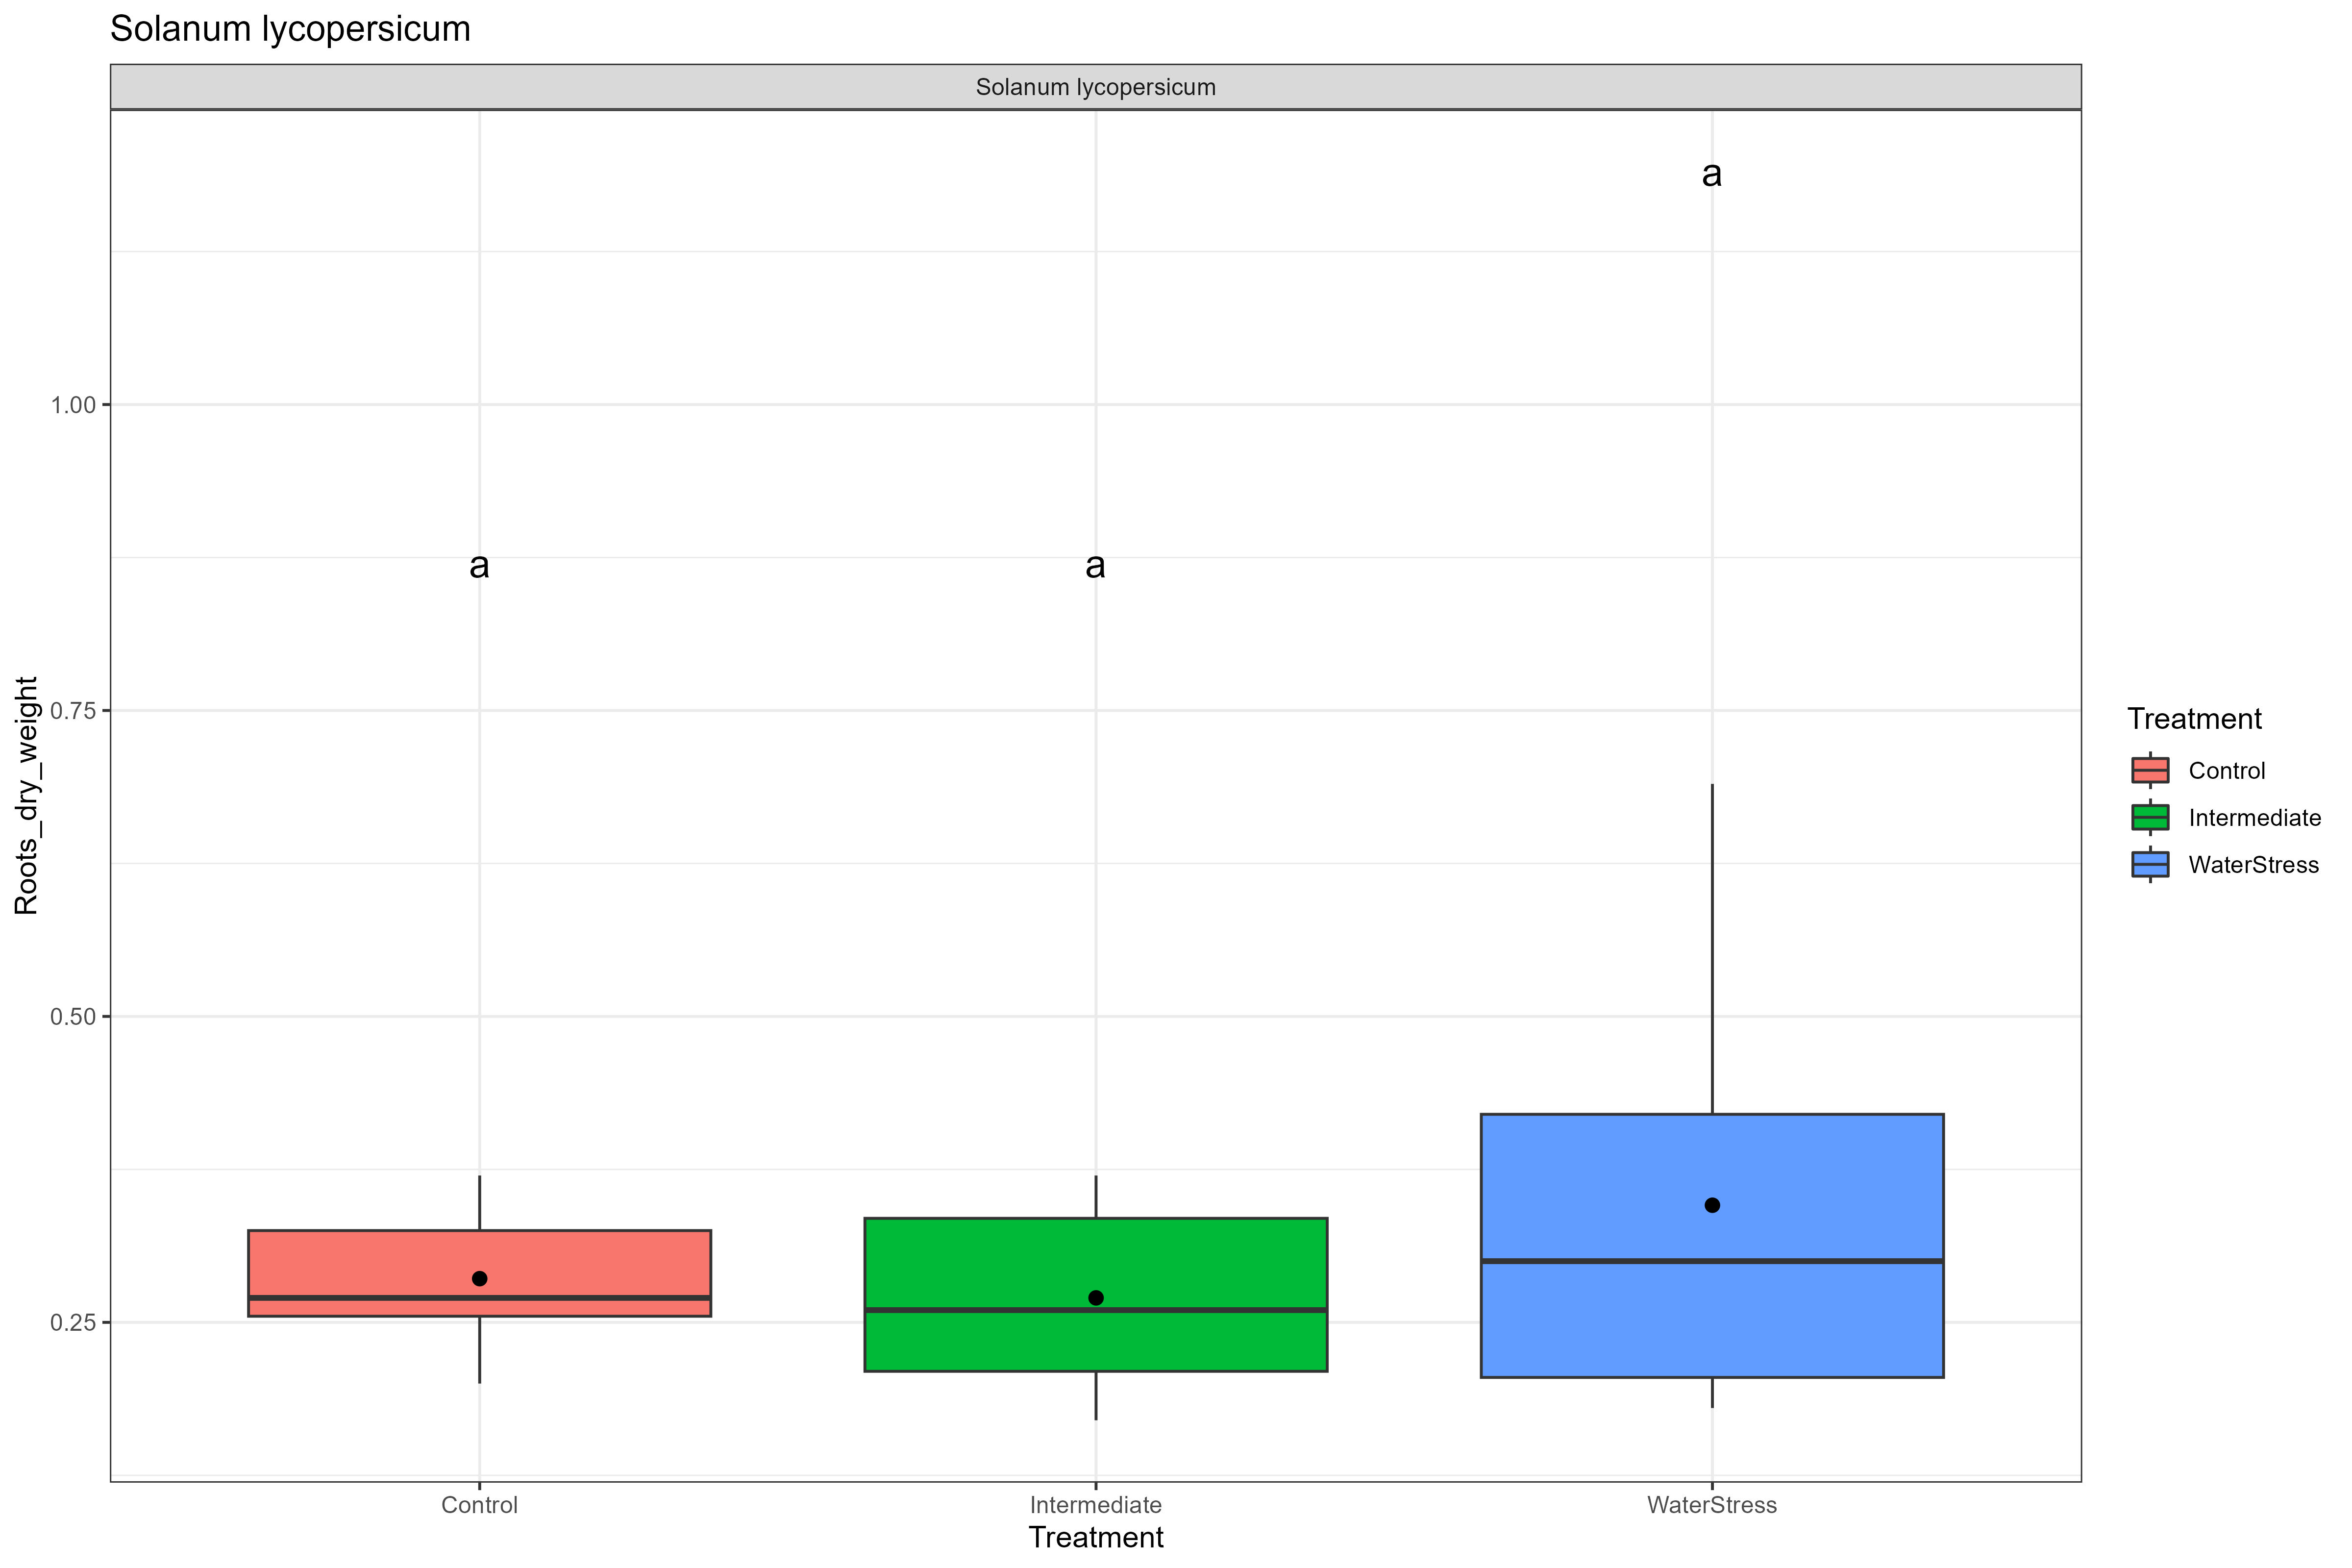 Solanum lycopersicum
Solanum lycopersicum
a
a
a
1.00
0.75
0.50
0.25
Roots_dry_weight
Control
Intermediate
WaterStress
Treatment
Treatment
Control
Intermediate
WaterStress